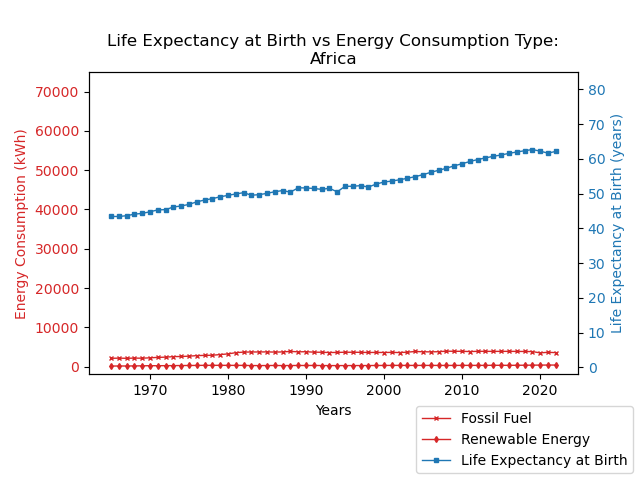 Life Expectancy at Birth vs Energy Consumption Type:
Africa
Energy Consumption (kWh)
70000
60000
50000
40000
30000
20000
10000
0
80
70
60
50
40
30
20
10
0
Life Expectancy at Birth (years)
1970 1980 1990 2000 2010 2020
Years
Fossil Fuel
Renewable Energy
Life Expectancy at Birth